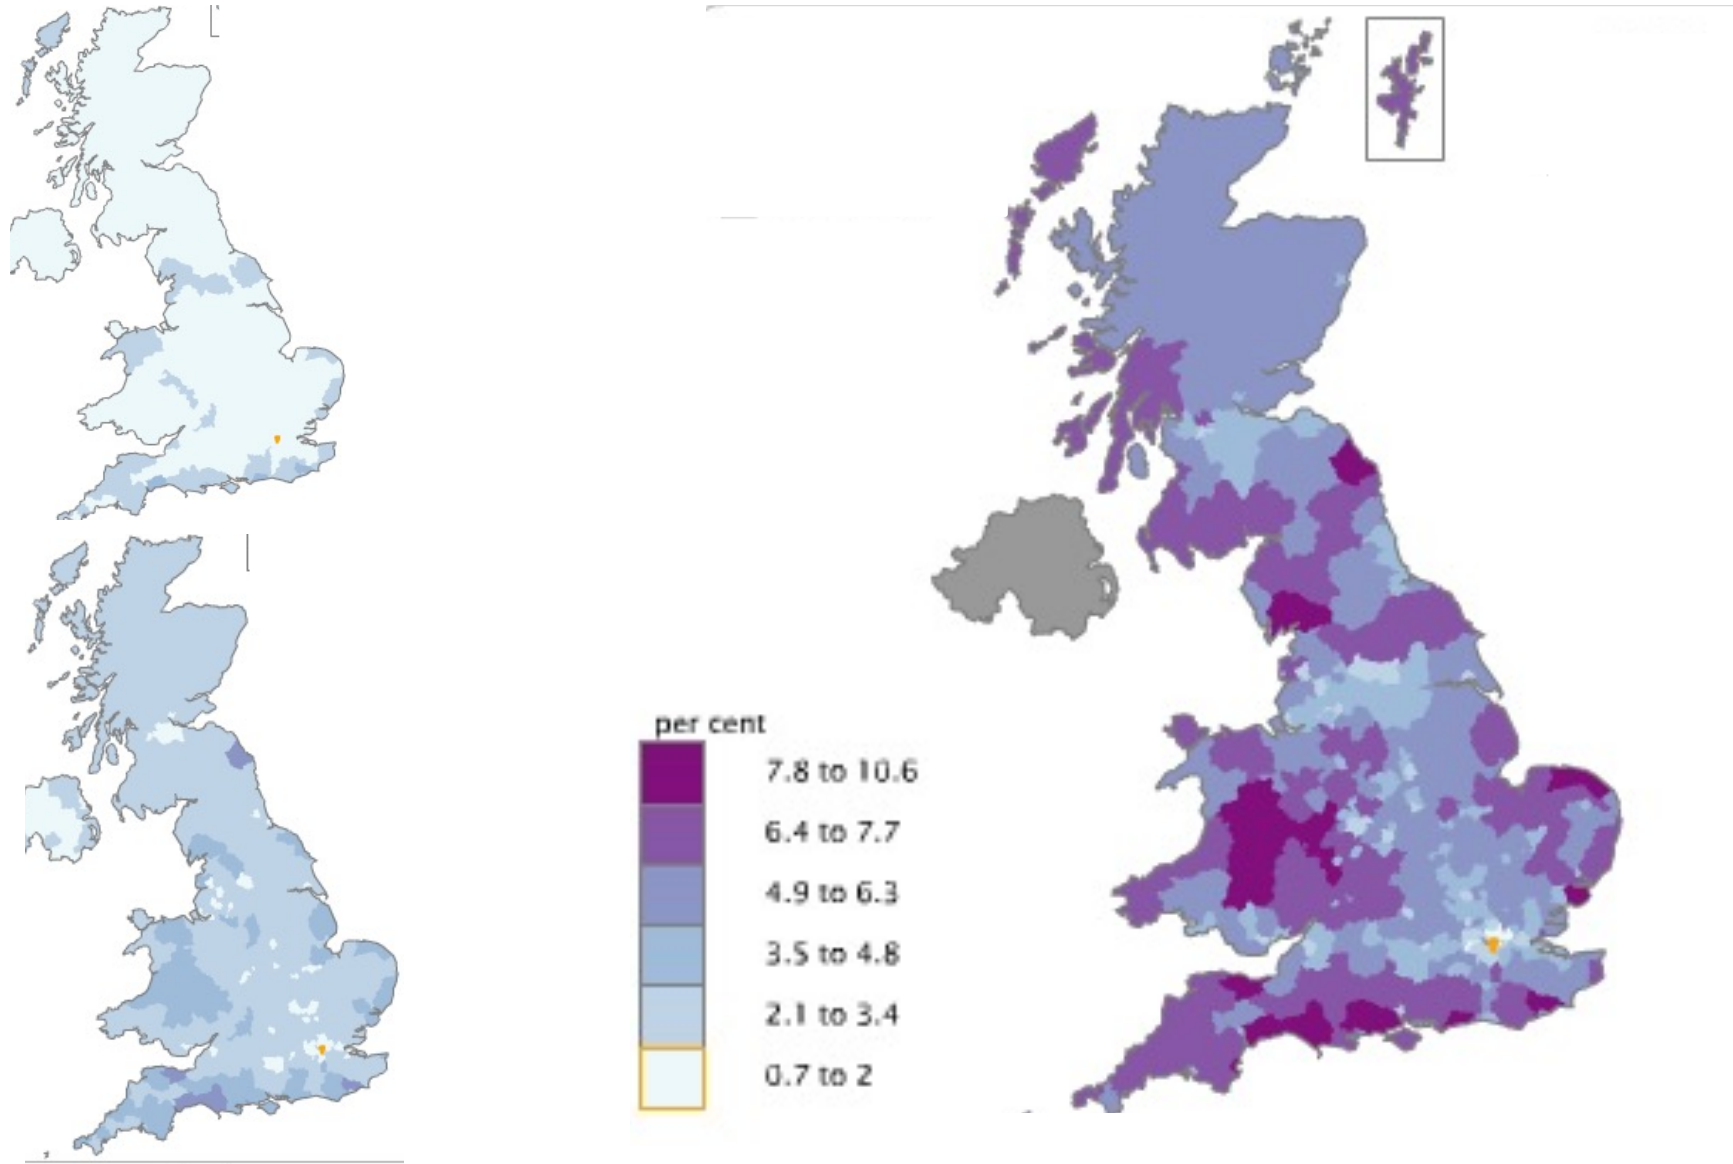 per cent
7.8 to 10.6
6.4 to 7.7
4.9 to 6.3
3.5 to 4.8
2.1 to 3.4
0.7 to 2